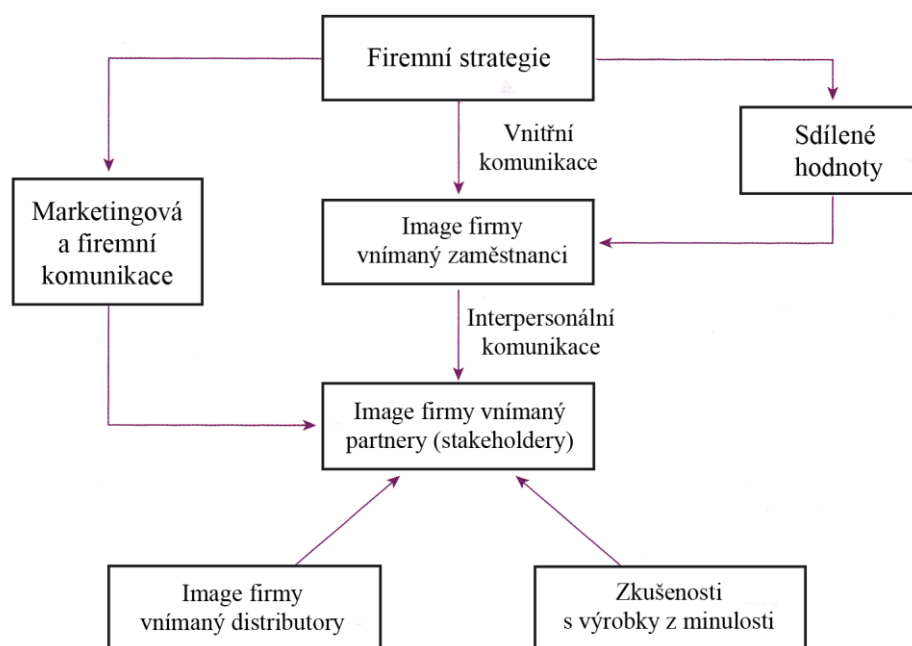 Firemní strategie
Vnitřní
komunikace
Sdílené
hodnoty
Marketingová
a firemní
komunikace
Image firmy
vnímaný zaměstnanci
Interpersonální
komunikace
Image firmy vnímaný
partnery (stakeholdery)
Image firmy
vnímaný distributory
Zkušenosti
s výrobky z minulosti